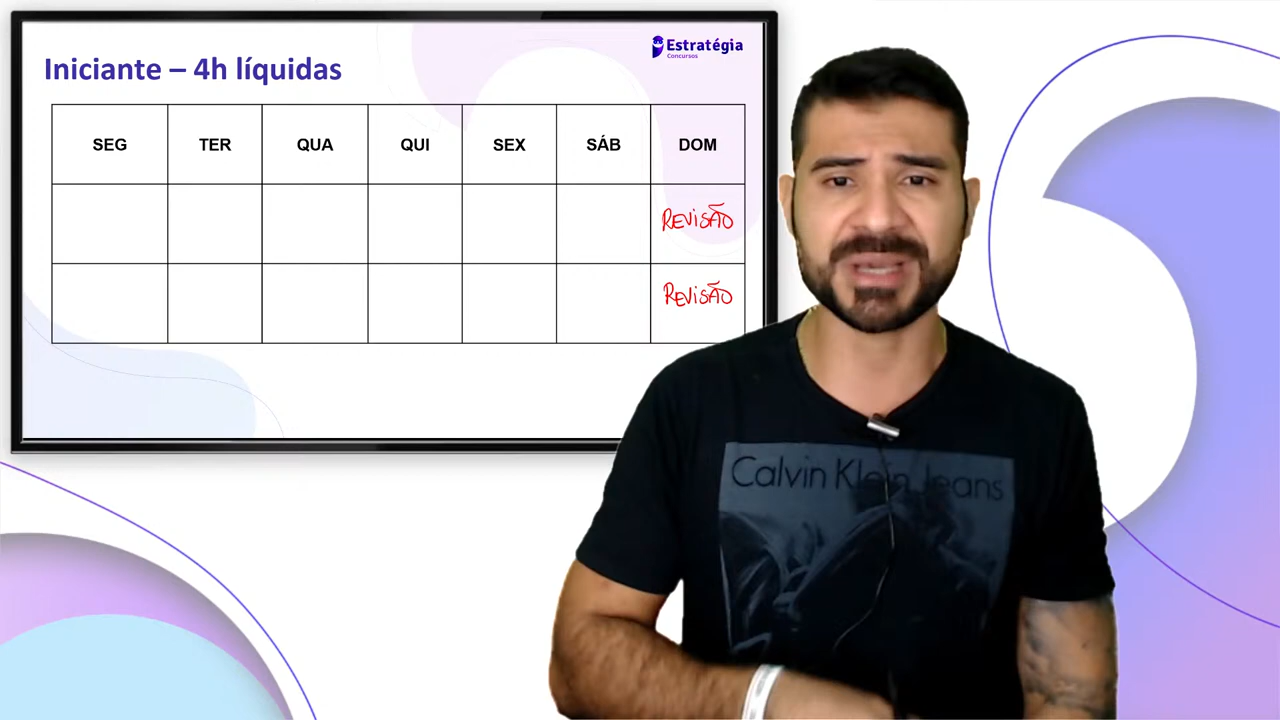 Estratégia
Concursos
Iniciante – 4h líquidas
SEG TER QUA QUI SEX SÁB DOM
REVISÃO
REVISÃO
Calvin Klein Jeans